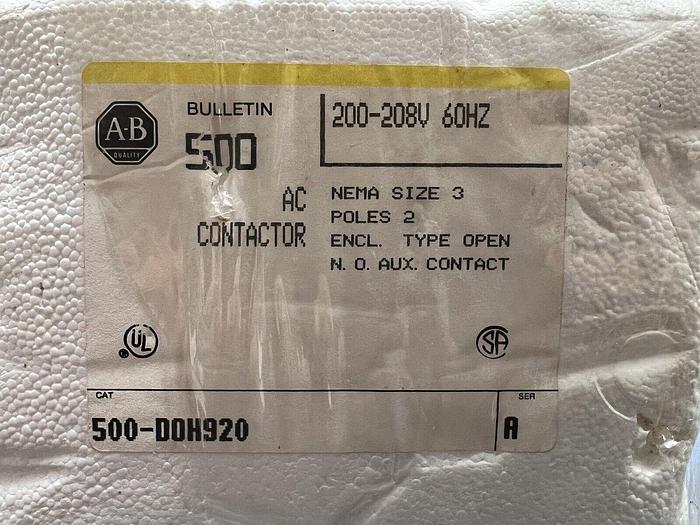 A-B
QUALITY
BULLETIN
500
200-208V 60HZ
AC
CONTACTOR
NEMA SIZE 3
POLES 2
ENCL. TYPE OPEN
N. O. AUX. CONTACT
UL
SA
CAT
500-DOH920
SER
A